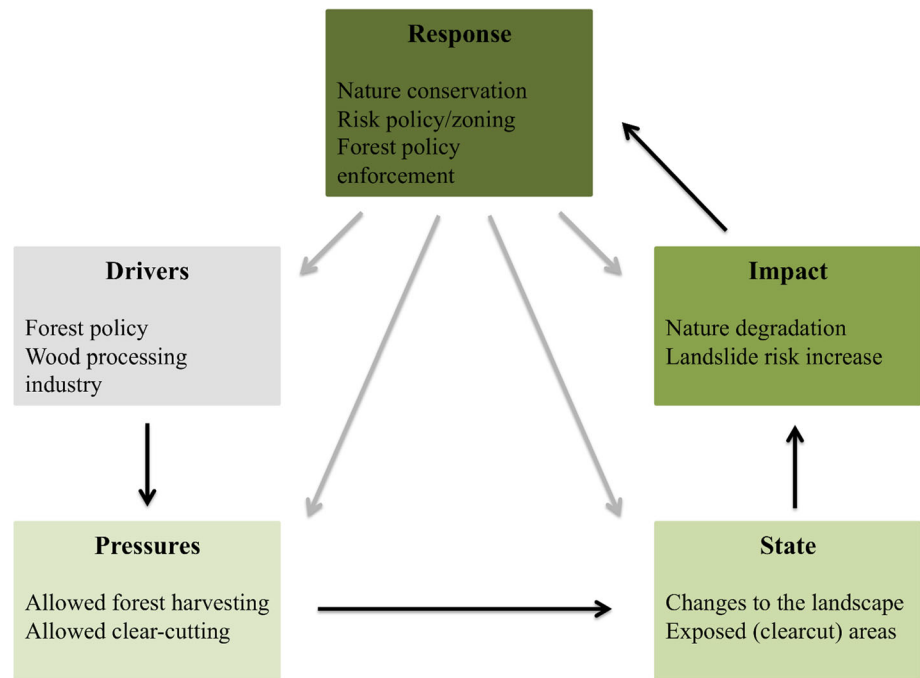 Response
Nature conservation
Risk policy/zoning
Forest policy
enforcement
Drivers
Forest policy
Wood processing
industry
Impact
Nature degradation
Landslide risk increase
Pressures
Allowed forest harvesting
Allowed clear-cutting
State
Changes to the landscape
Exposed (clearcut) areas